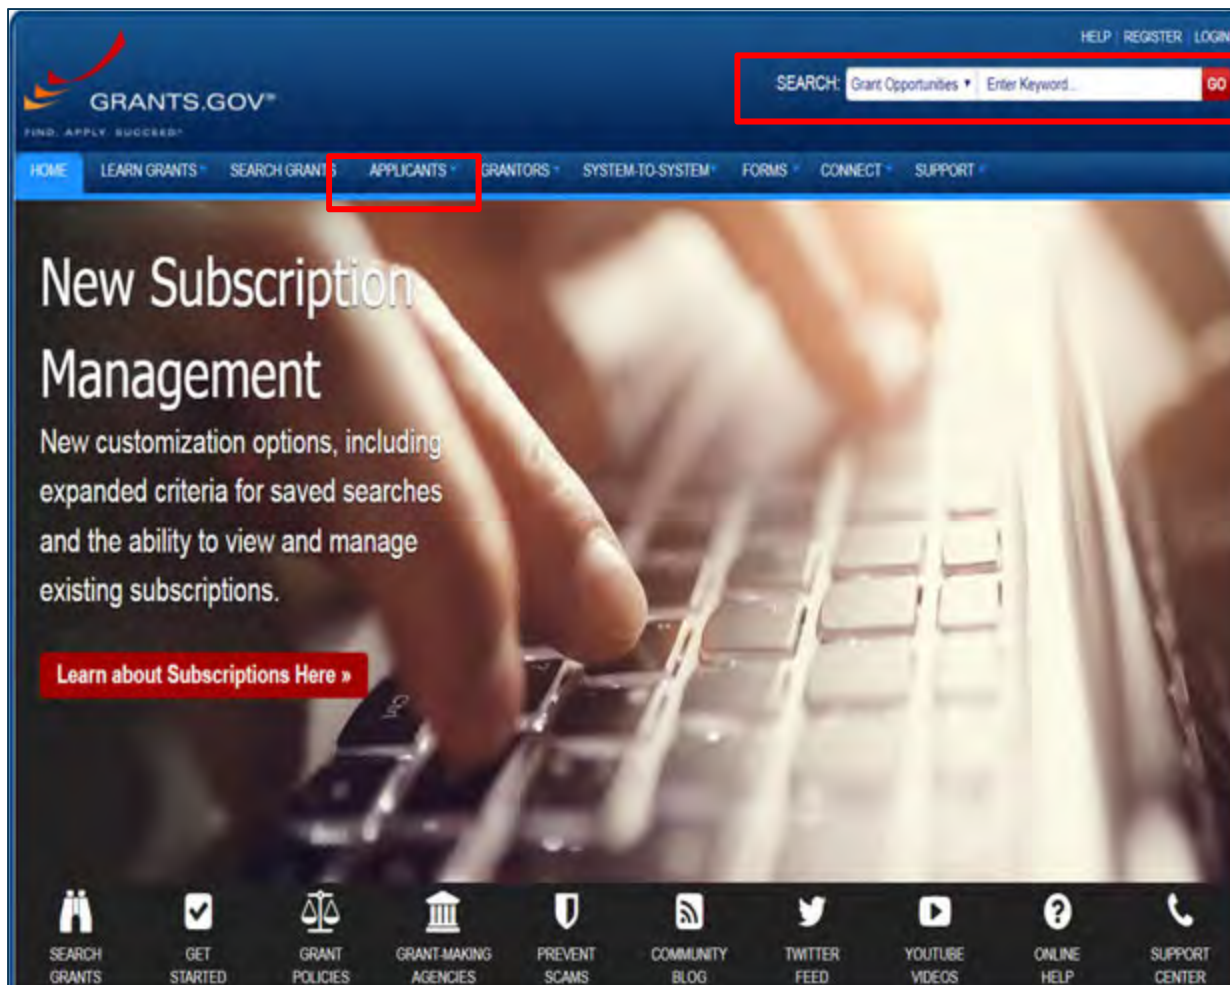 HELP REGISTER LOGIN
SEARCH: Grant Opportunities Enter Keyword... GO
GRANTS.GOV
FIND. APPLY. SUCCEED.
HOME LEARN GRANTS SEARCH GRANTS APPLICANTS GRANTORS SYSTEM-TO-SYSTEM FORMS CONNECT SUPPORT
New Subscription
Management
New customization options, including
expanded criteria for saved searches
and the ability to view and manage
existing subscriptions.
Learn about Subscriptions Here »
SEARCH
GRANTS
GET
STARTED
GRANT
POLICIES
GRANT-MAKING
AGENCIES
PREVENT
SCAMS
COMMUNITY
BLOG
TWITTER
FEED
YOUTUBE
VIDEOS
ONLINE
HELP
SUPPORT
CENTER